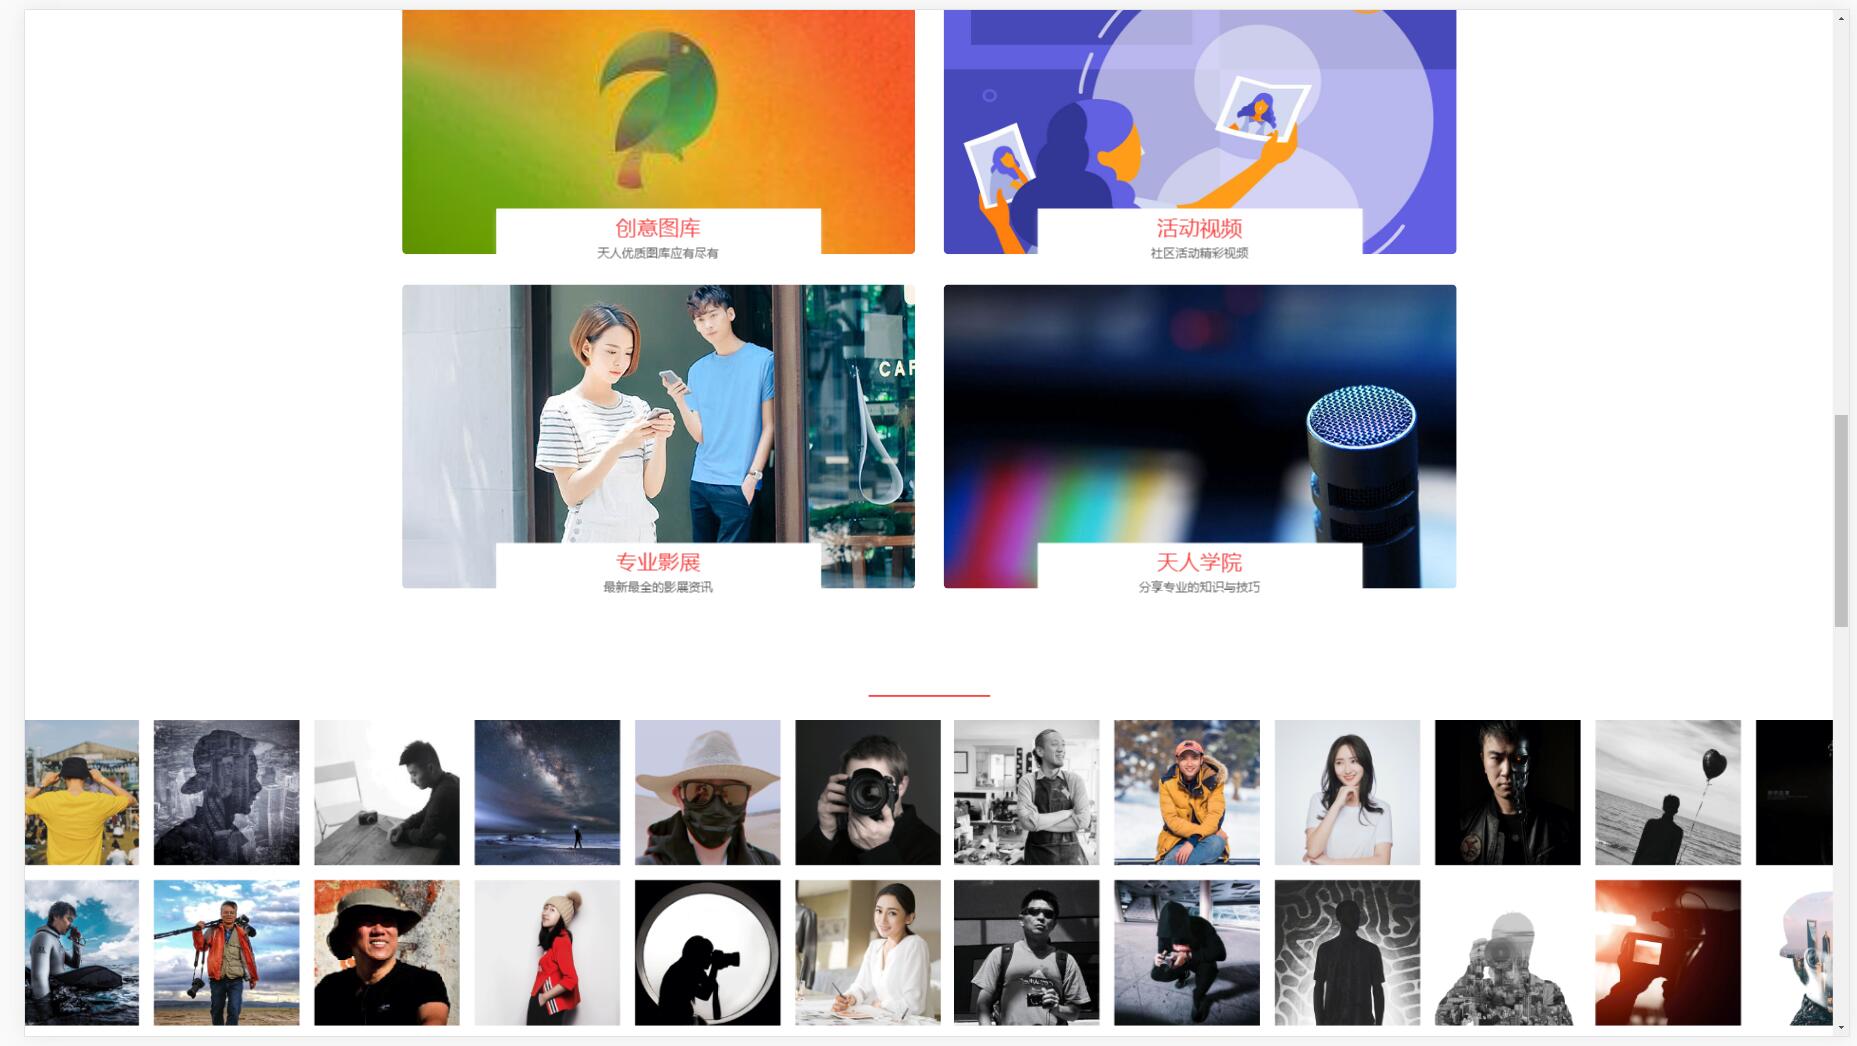 创意图库
天人优质图库应有尽有
活动视频
社区活动精彩视频
CAF
专业影展
最新最全的影展资讯
天人学院
分享专业的知识与技巧